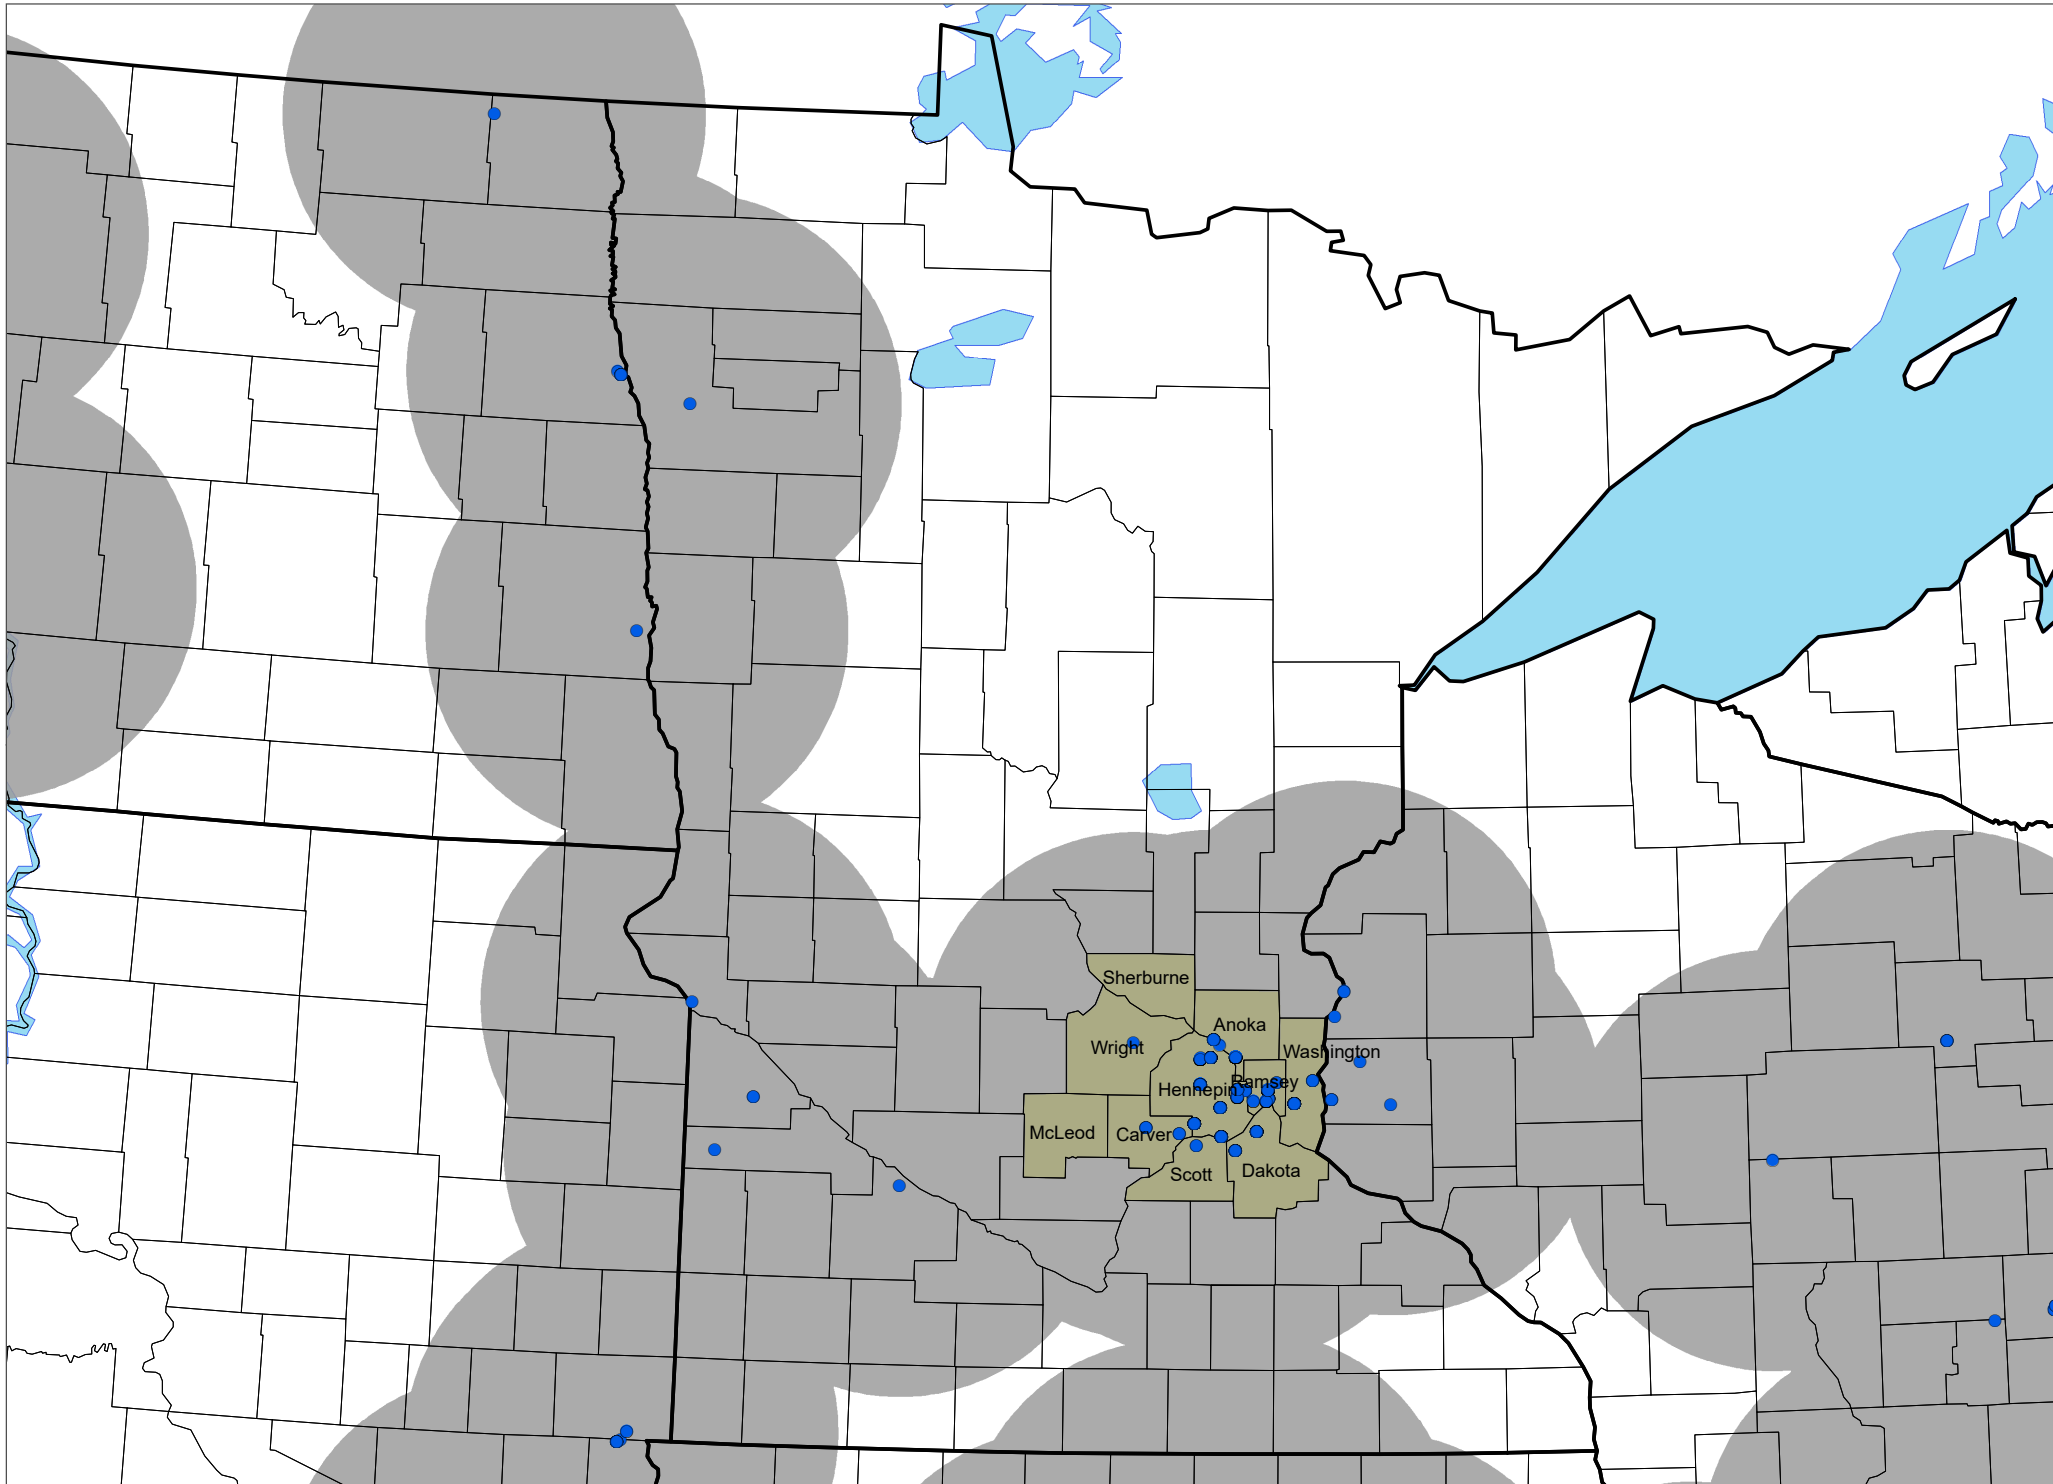 Sherburne
Anoka
Wright
Washington
Ramsey
Hennepin
McLeod
Carver
Scott
Dakota